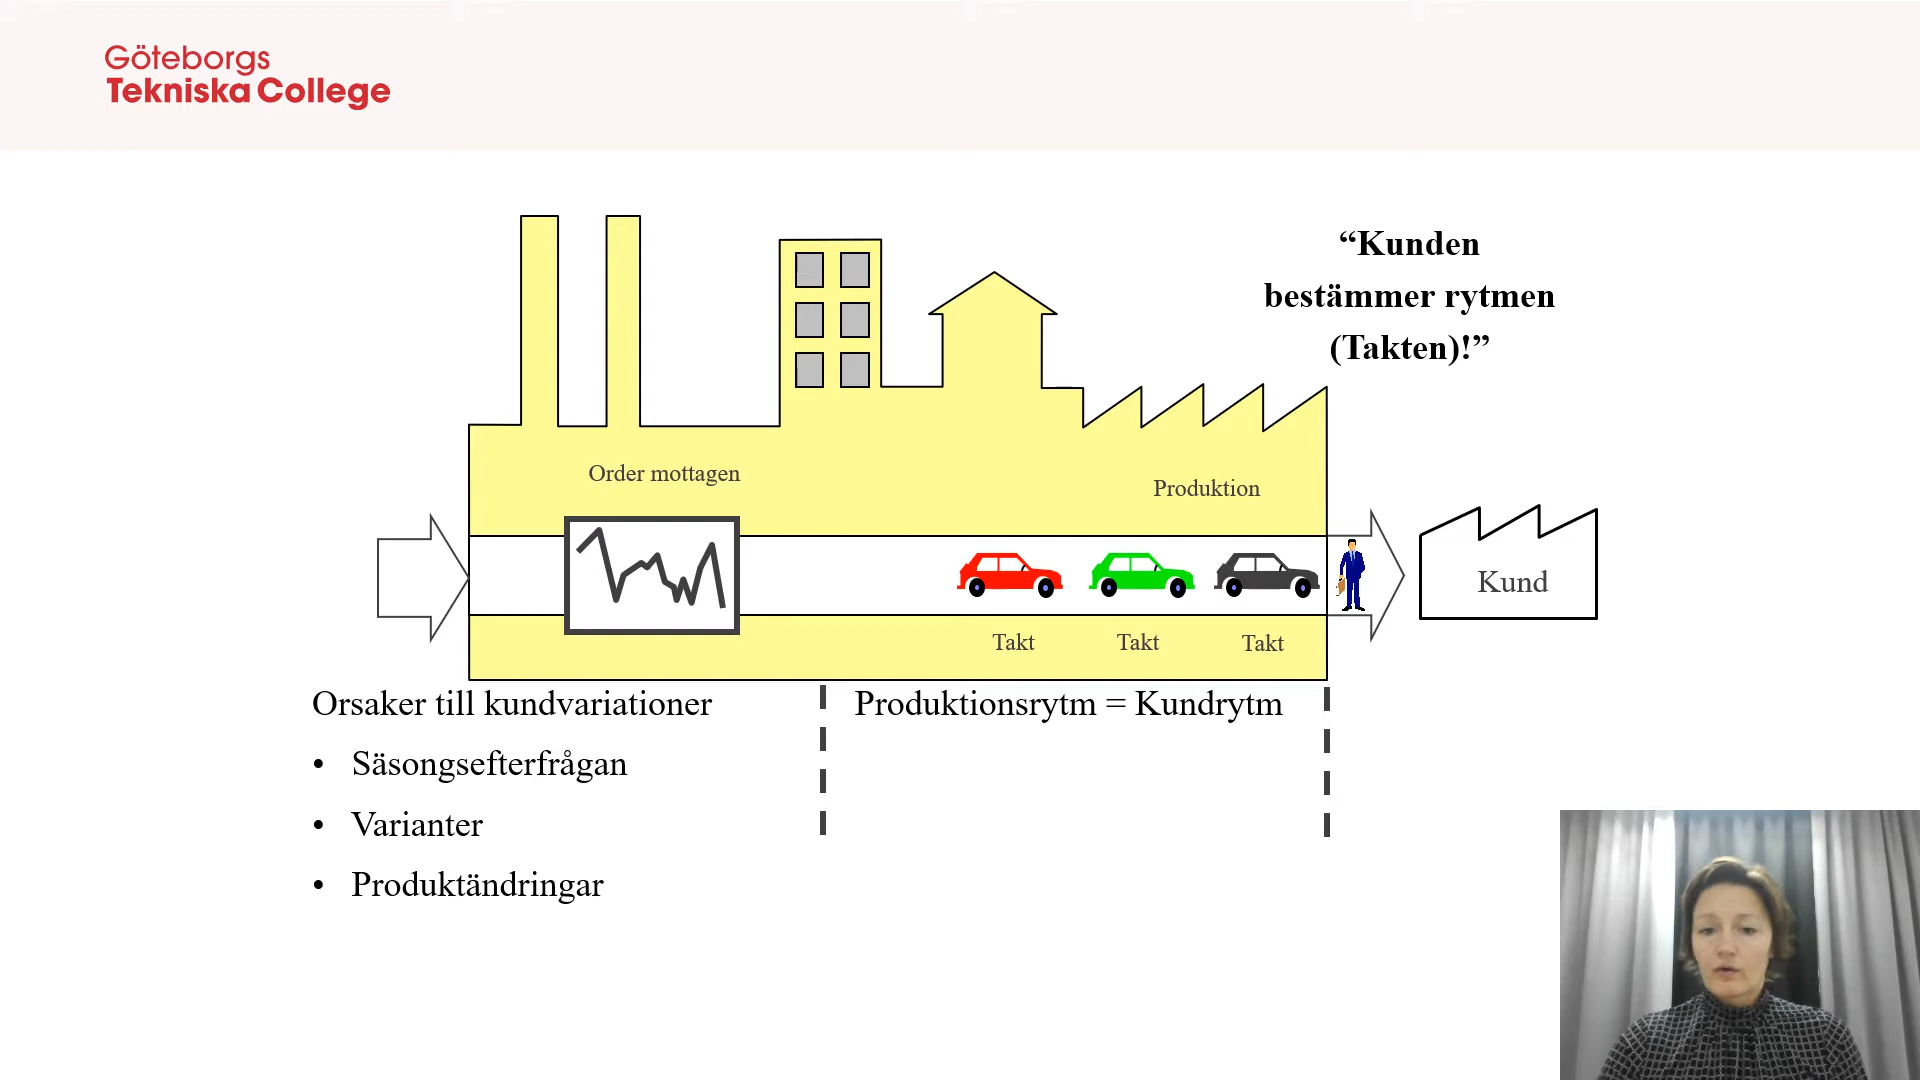 Göteborgs
Tekniska College
“Kunden
bestämmer rytmen
(Takten)!”
Order mottagen
Produktion
Kund
Takt Takt Takt
Orsaker till kundvariationer
• Säsongsefterfrågan
• Varianter
• Produktändringar
Produktionsrytm = Kundrytm